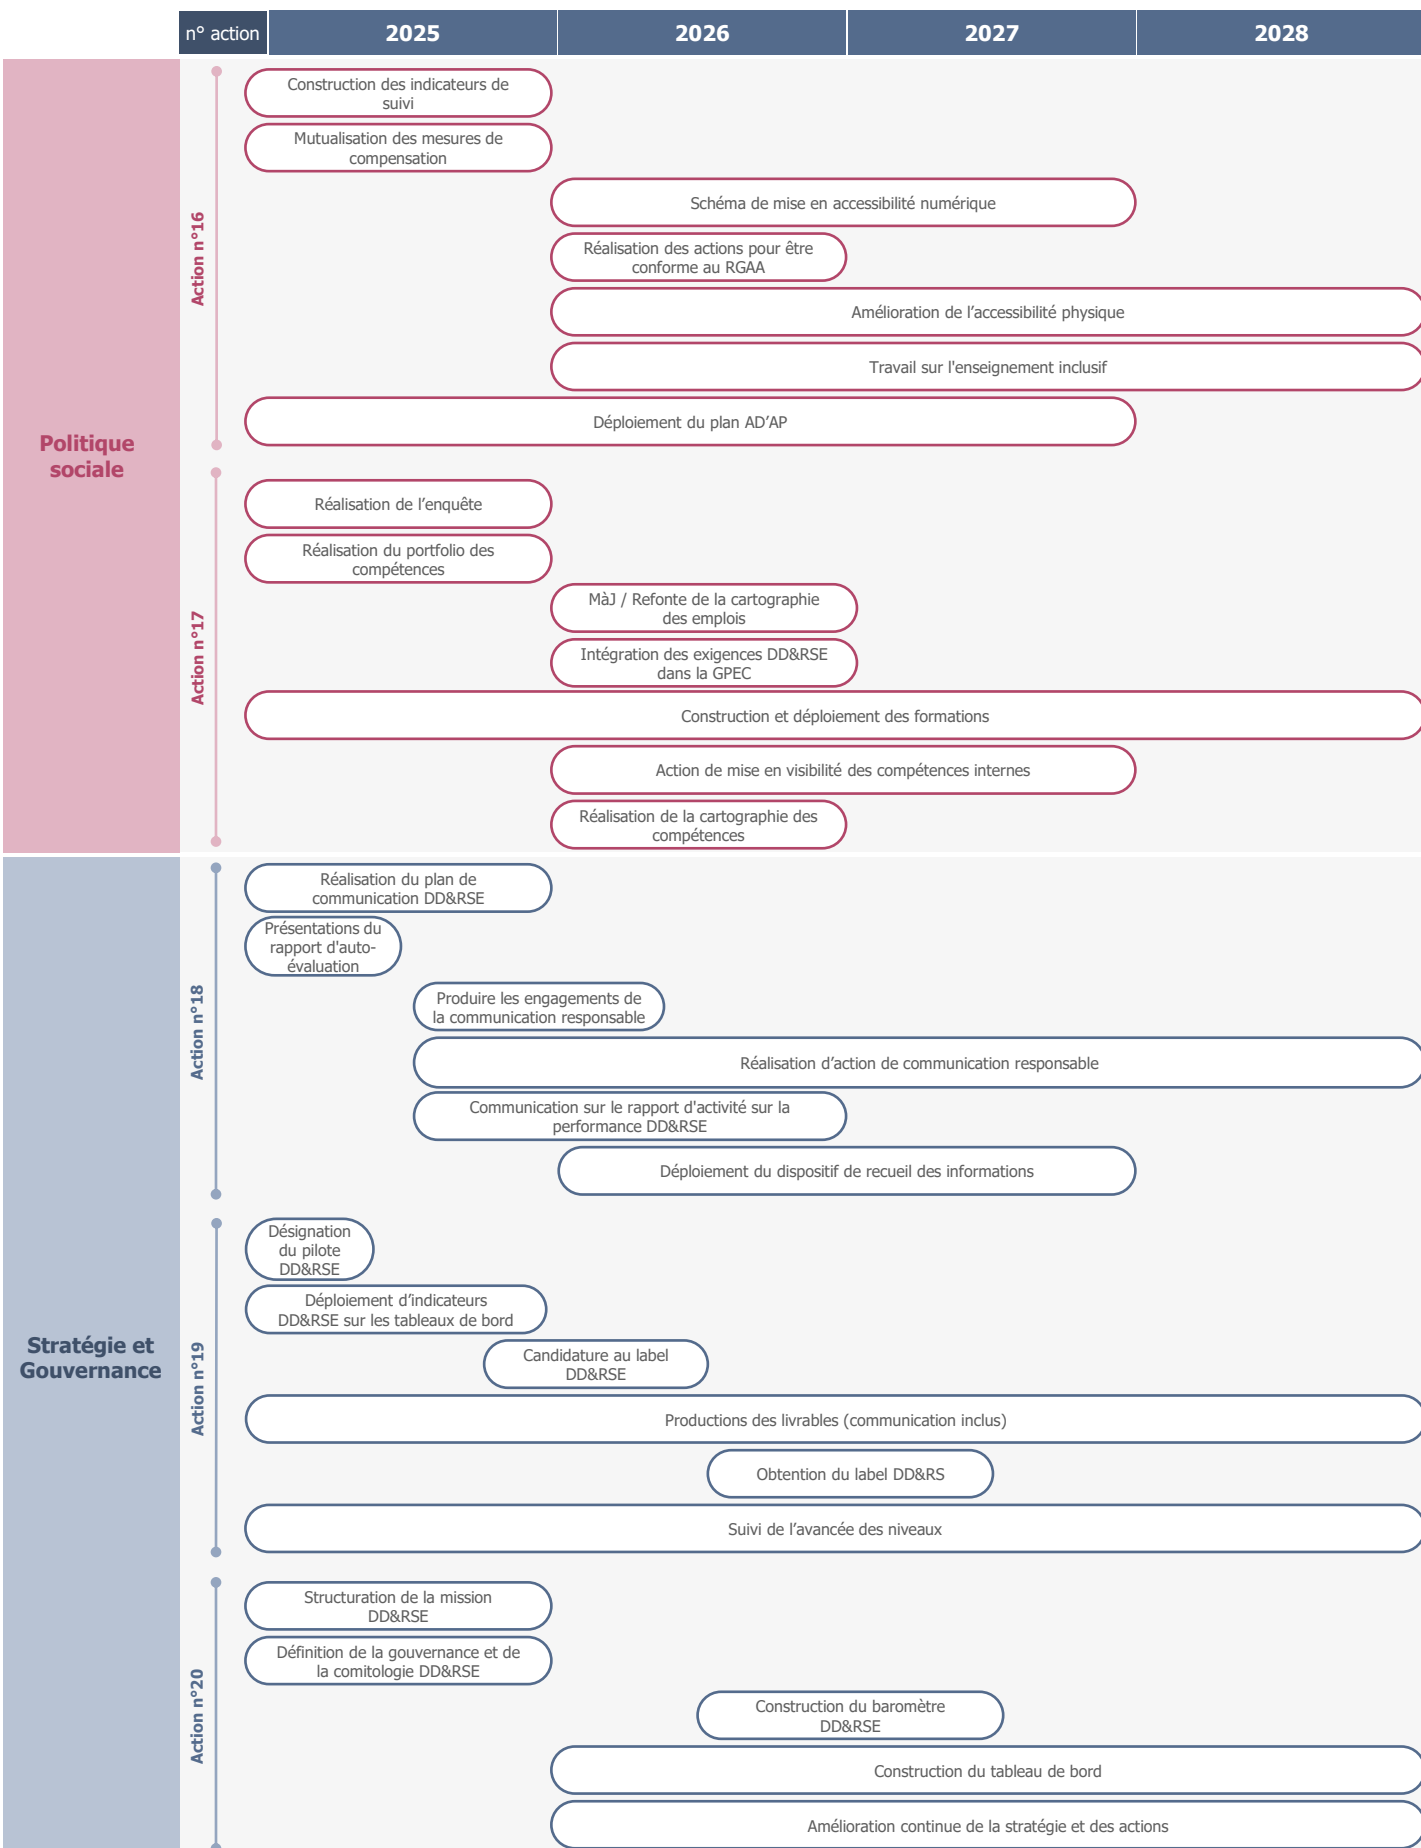 n° action
2025
2026
2027
2028
Politique
sociale
Action n°16
Construction des indicateurs de
suivi
Mutualisation des mesures de
compensation
Schéma de mise en accessibilité numérique
Réalisation des actions pour être
conforme au RGAA
Amélioration de l’accessibilité physique
Travail sur l'enseignement inclusif
Déploiement du plan AD’AP
Action n°17
Réalisation de l’enquête
Réalisation du portfolio des
compétences
MàJ / Refonte de la cartographie
des emplois
Intégration des exigences DD&RSE
dans la GPEC
Construction et déploiement des formations
Action de mise en visibilité des compétences internes
Réalisation de la cartographie des
compétences
Stratégie et
Gouvernance
Action n°18
Réalisation du plan de
communication DD&RSE
Présentations du
rapport d'auto-
évaluation
Produire les engagements de
la communication responsable
Réalisation d’action de communication responsable
Communication sur le rapport d'activité sur la
performance DD&RSE
Déploiement du dispositif de recueil des informations
Action n°19
Désignation
du pilote
DD&RSE
Déploiement d’indicateurs
DD&RSE sur les tableaux de bord
Candidature au label
DD&RSE
Productions des livrables (communication inclus)
Obtention du label DD&RS
Suivi de l’avancée des niveaux
Action n°20
Structuration de la mission
DD&RSE
Définition de la gouvernance et de
la comitologie DD&RSE
Construction du baromètre
DD&RSE
Construction du tableau de bord
Amélioration continue de la stratégie et des actions